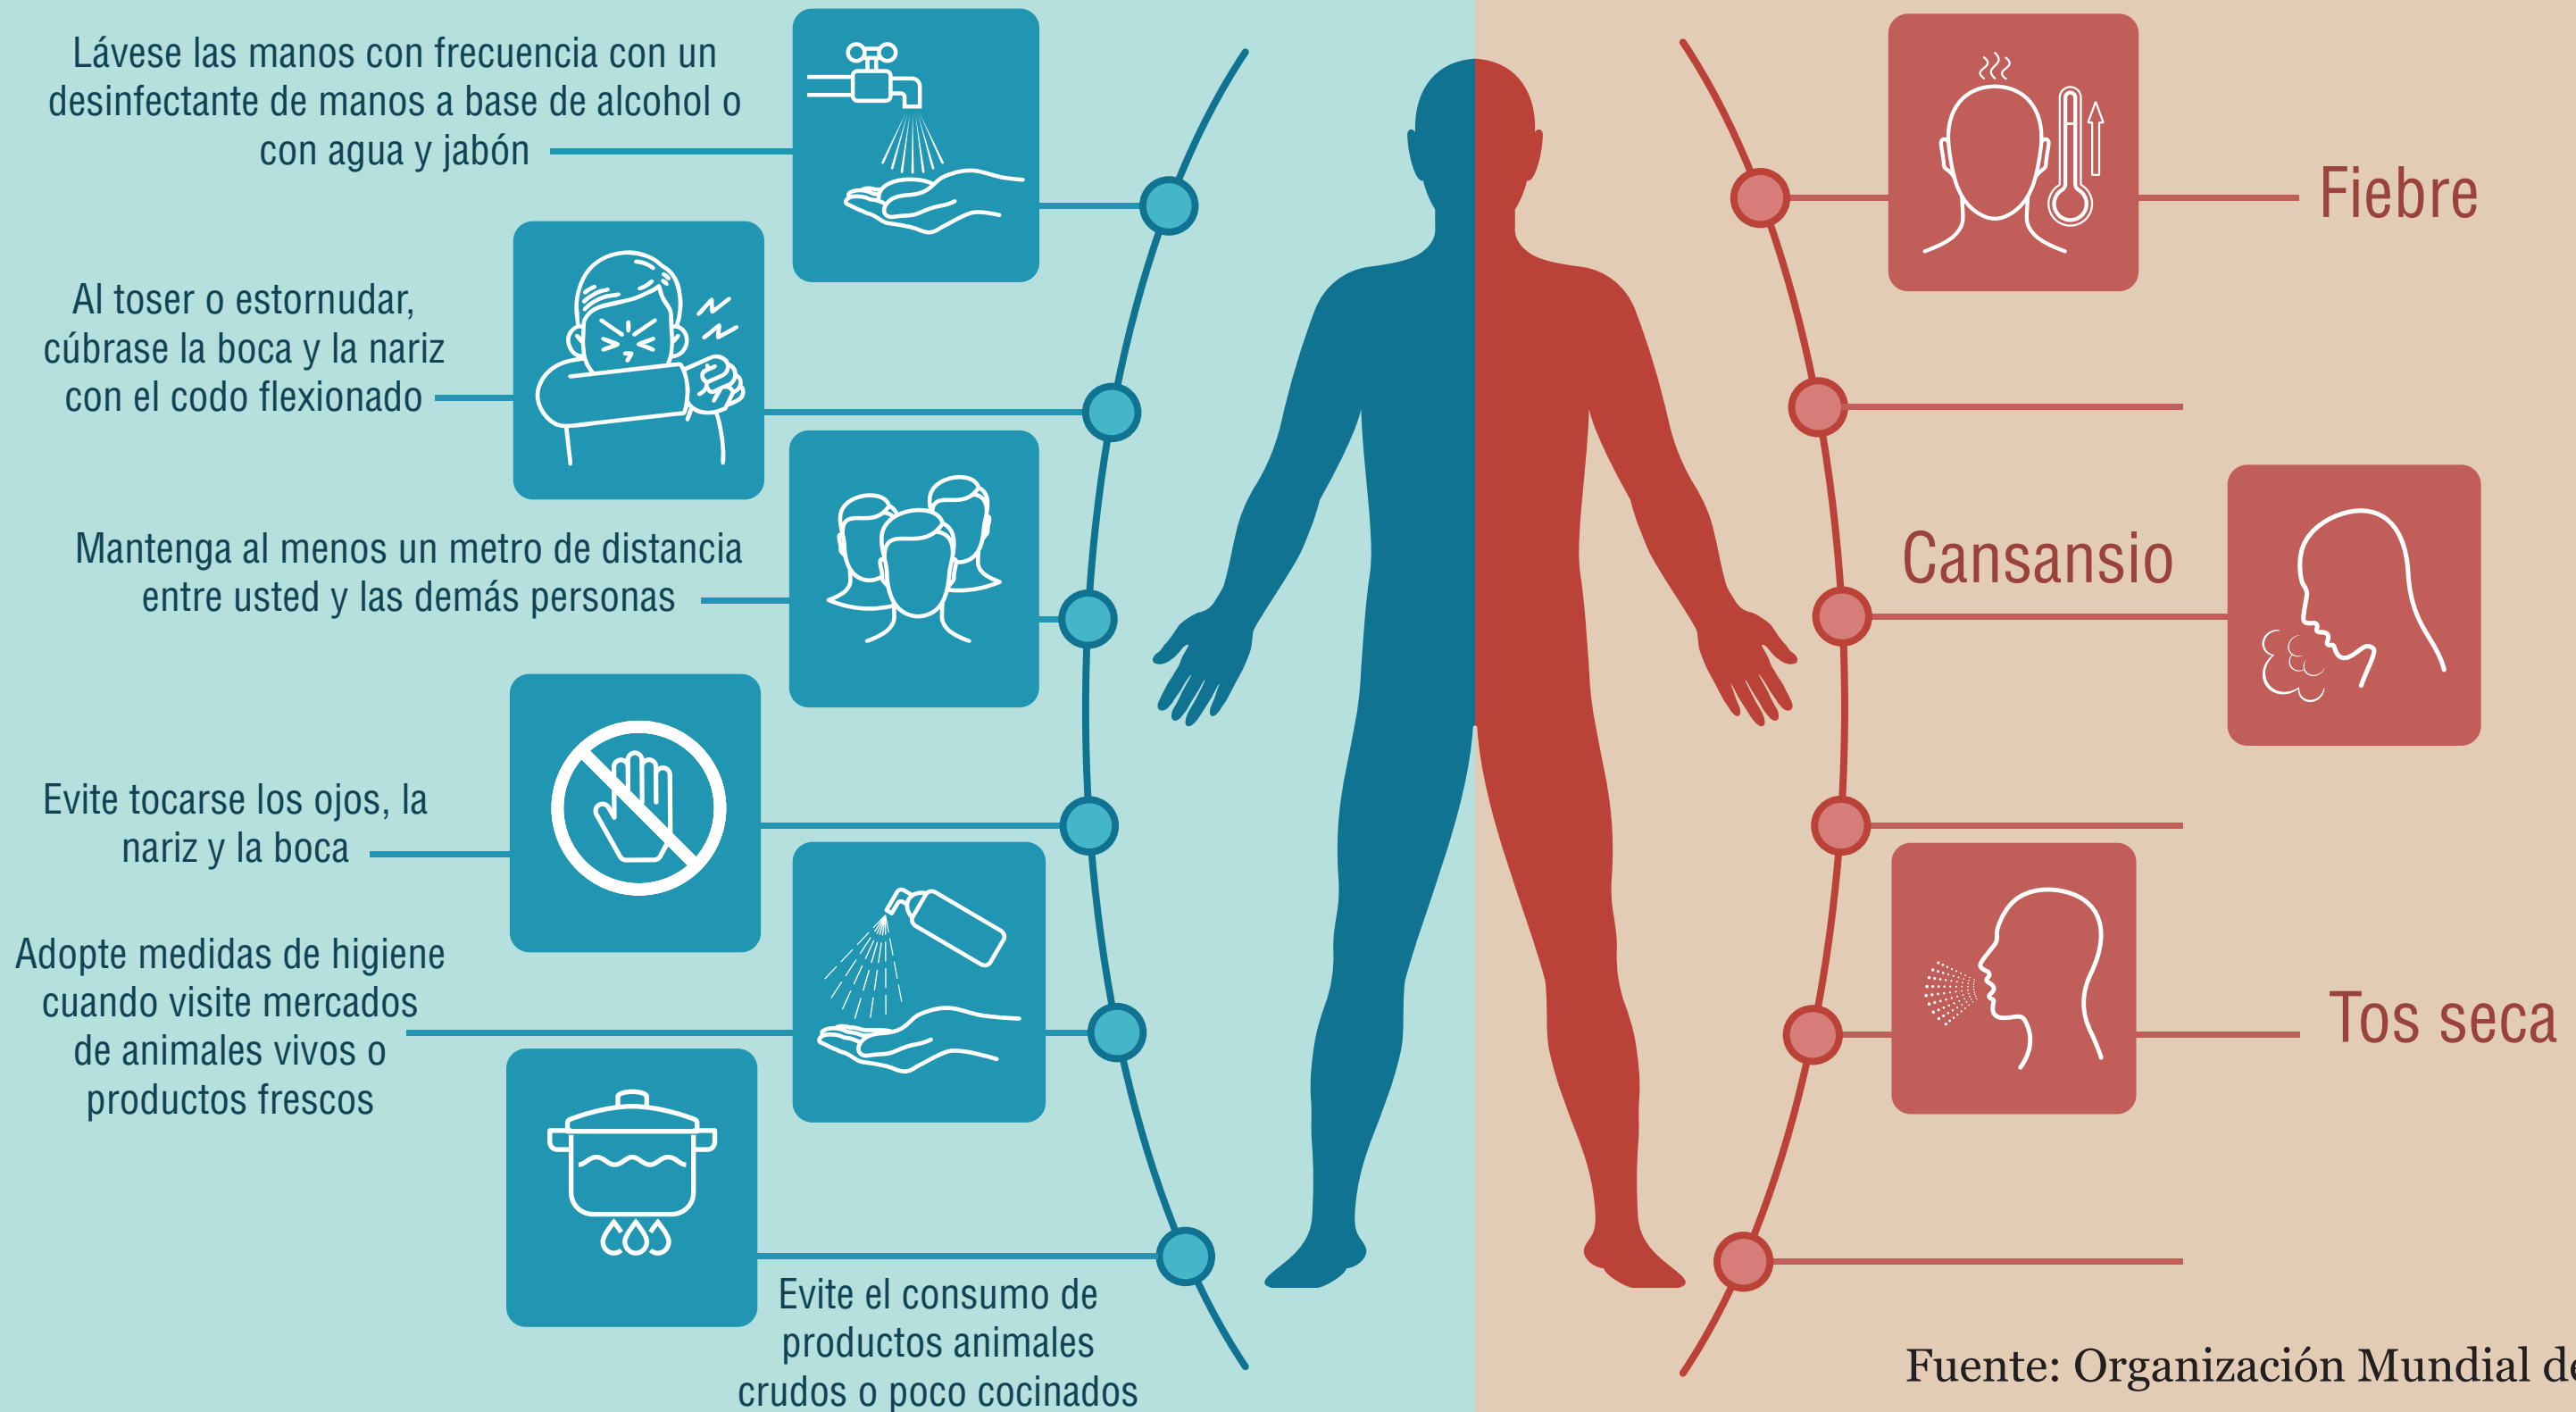 Lávese las manos con frecuencia con un
desinfectante de manos a base de alcohol o
con agua y jabón
Al toser o estornudar,
cúbrase la boca y la nariz
con el codo flexionado
Mantenga al menos un metro de distancia
entre usted y las demás personas
Evite tocarse los ojos, la
nariz y la boca
Adopte medidas de higiene
cuando visite mercados
de animales vivos o
productos frescos
Evite el consumo de
productos animales
crudos o poco cocinados
Fiebre
Cansansio
Tos seca
Fuente: Organización Mundial de